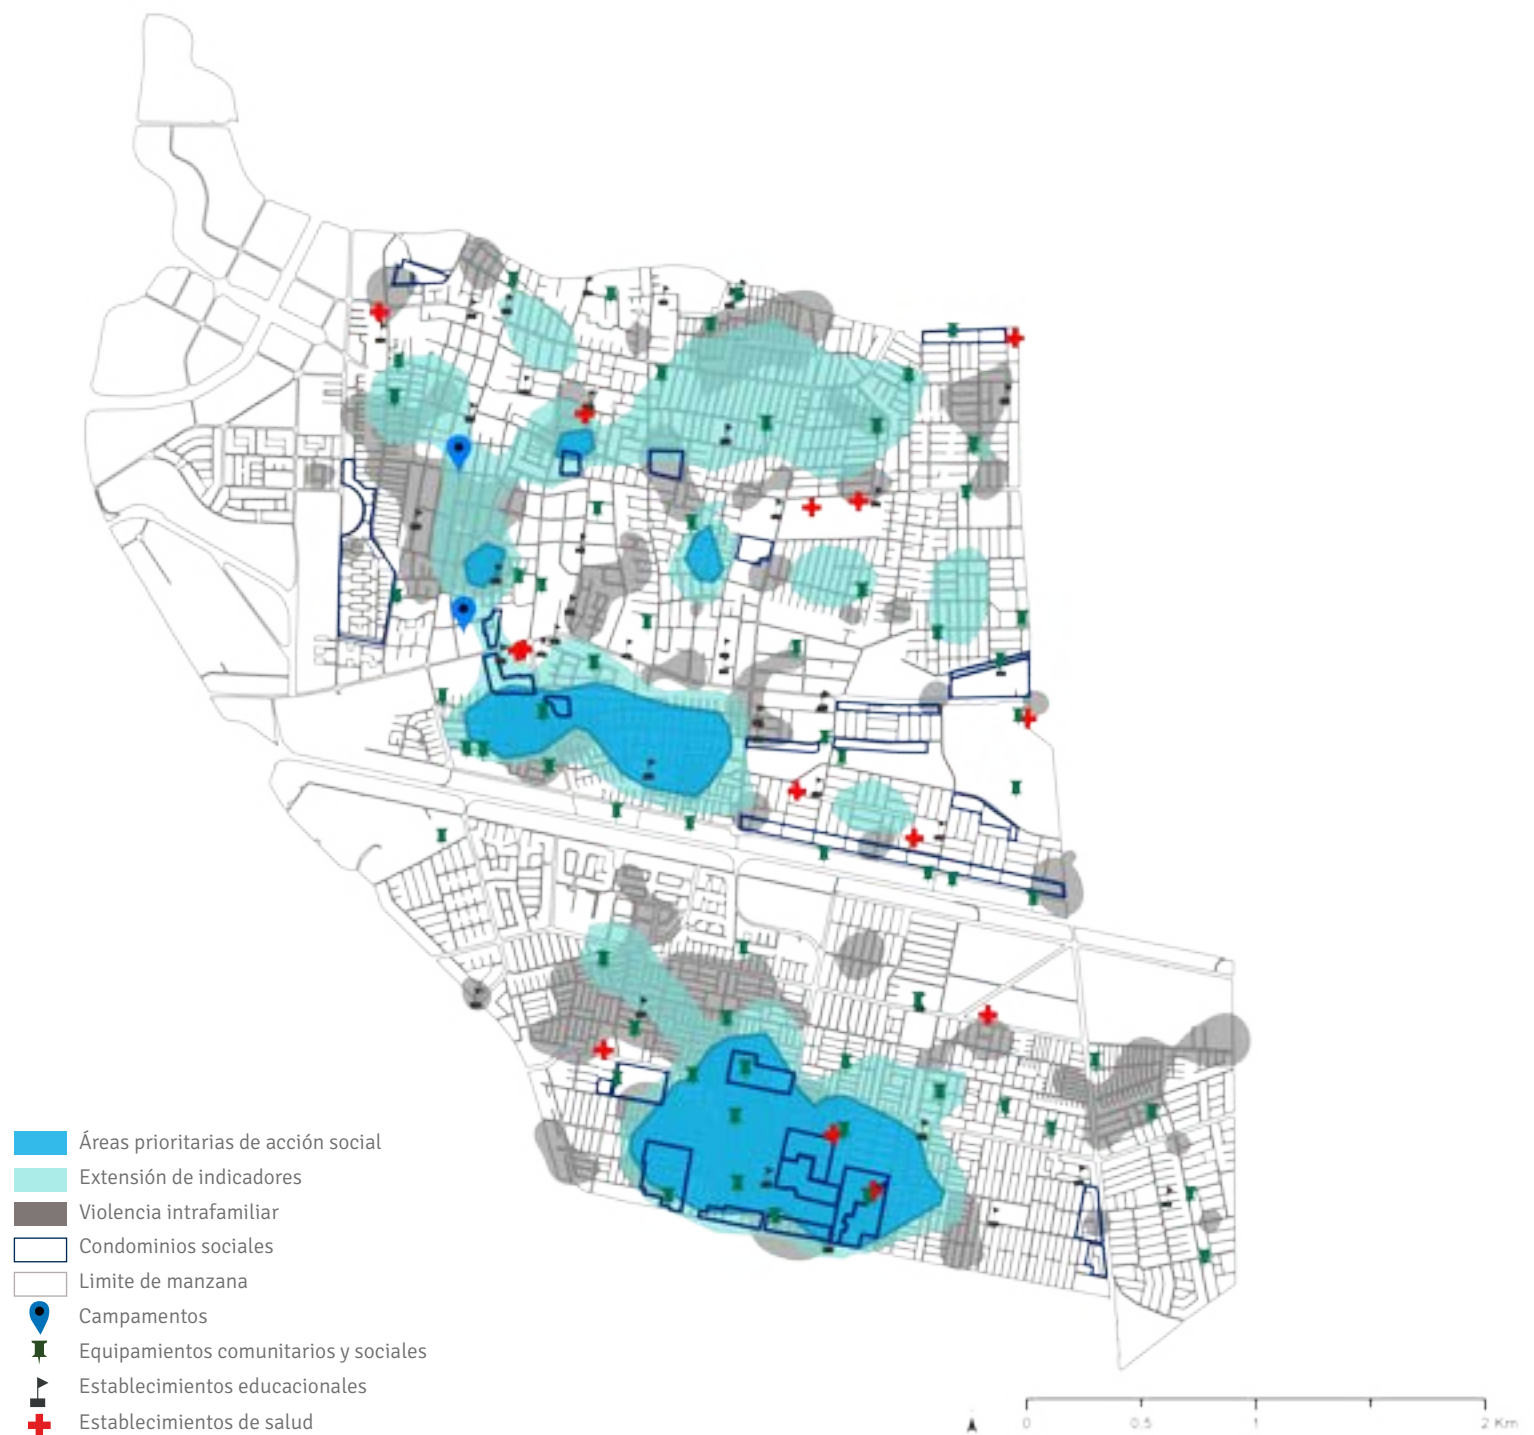 Áreas prioritarias de acción social
Extensión de indicadores
Violencia intrafamiliar
Condominios sociales
Limite de manzana
Campamentos
Equipamientos comunitarios y sociales
Establecimientos educacionales
Establecimientos de salud
0 0.5 1 2 Km